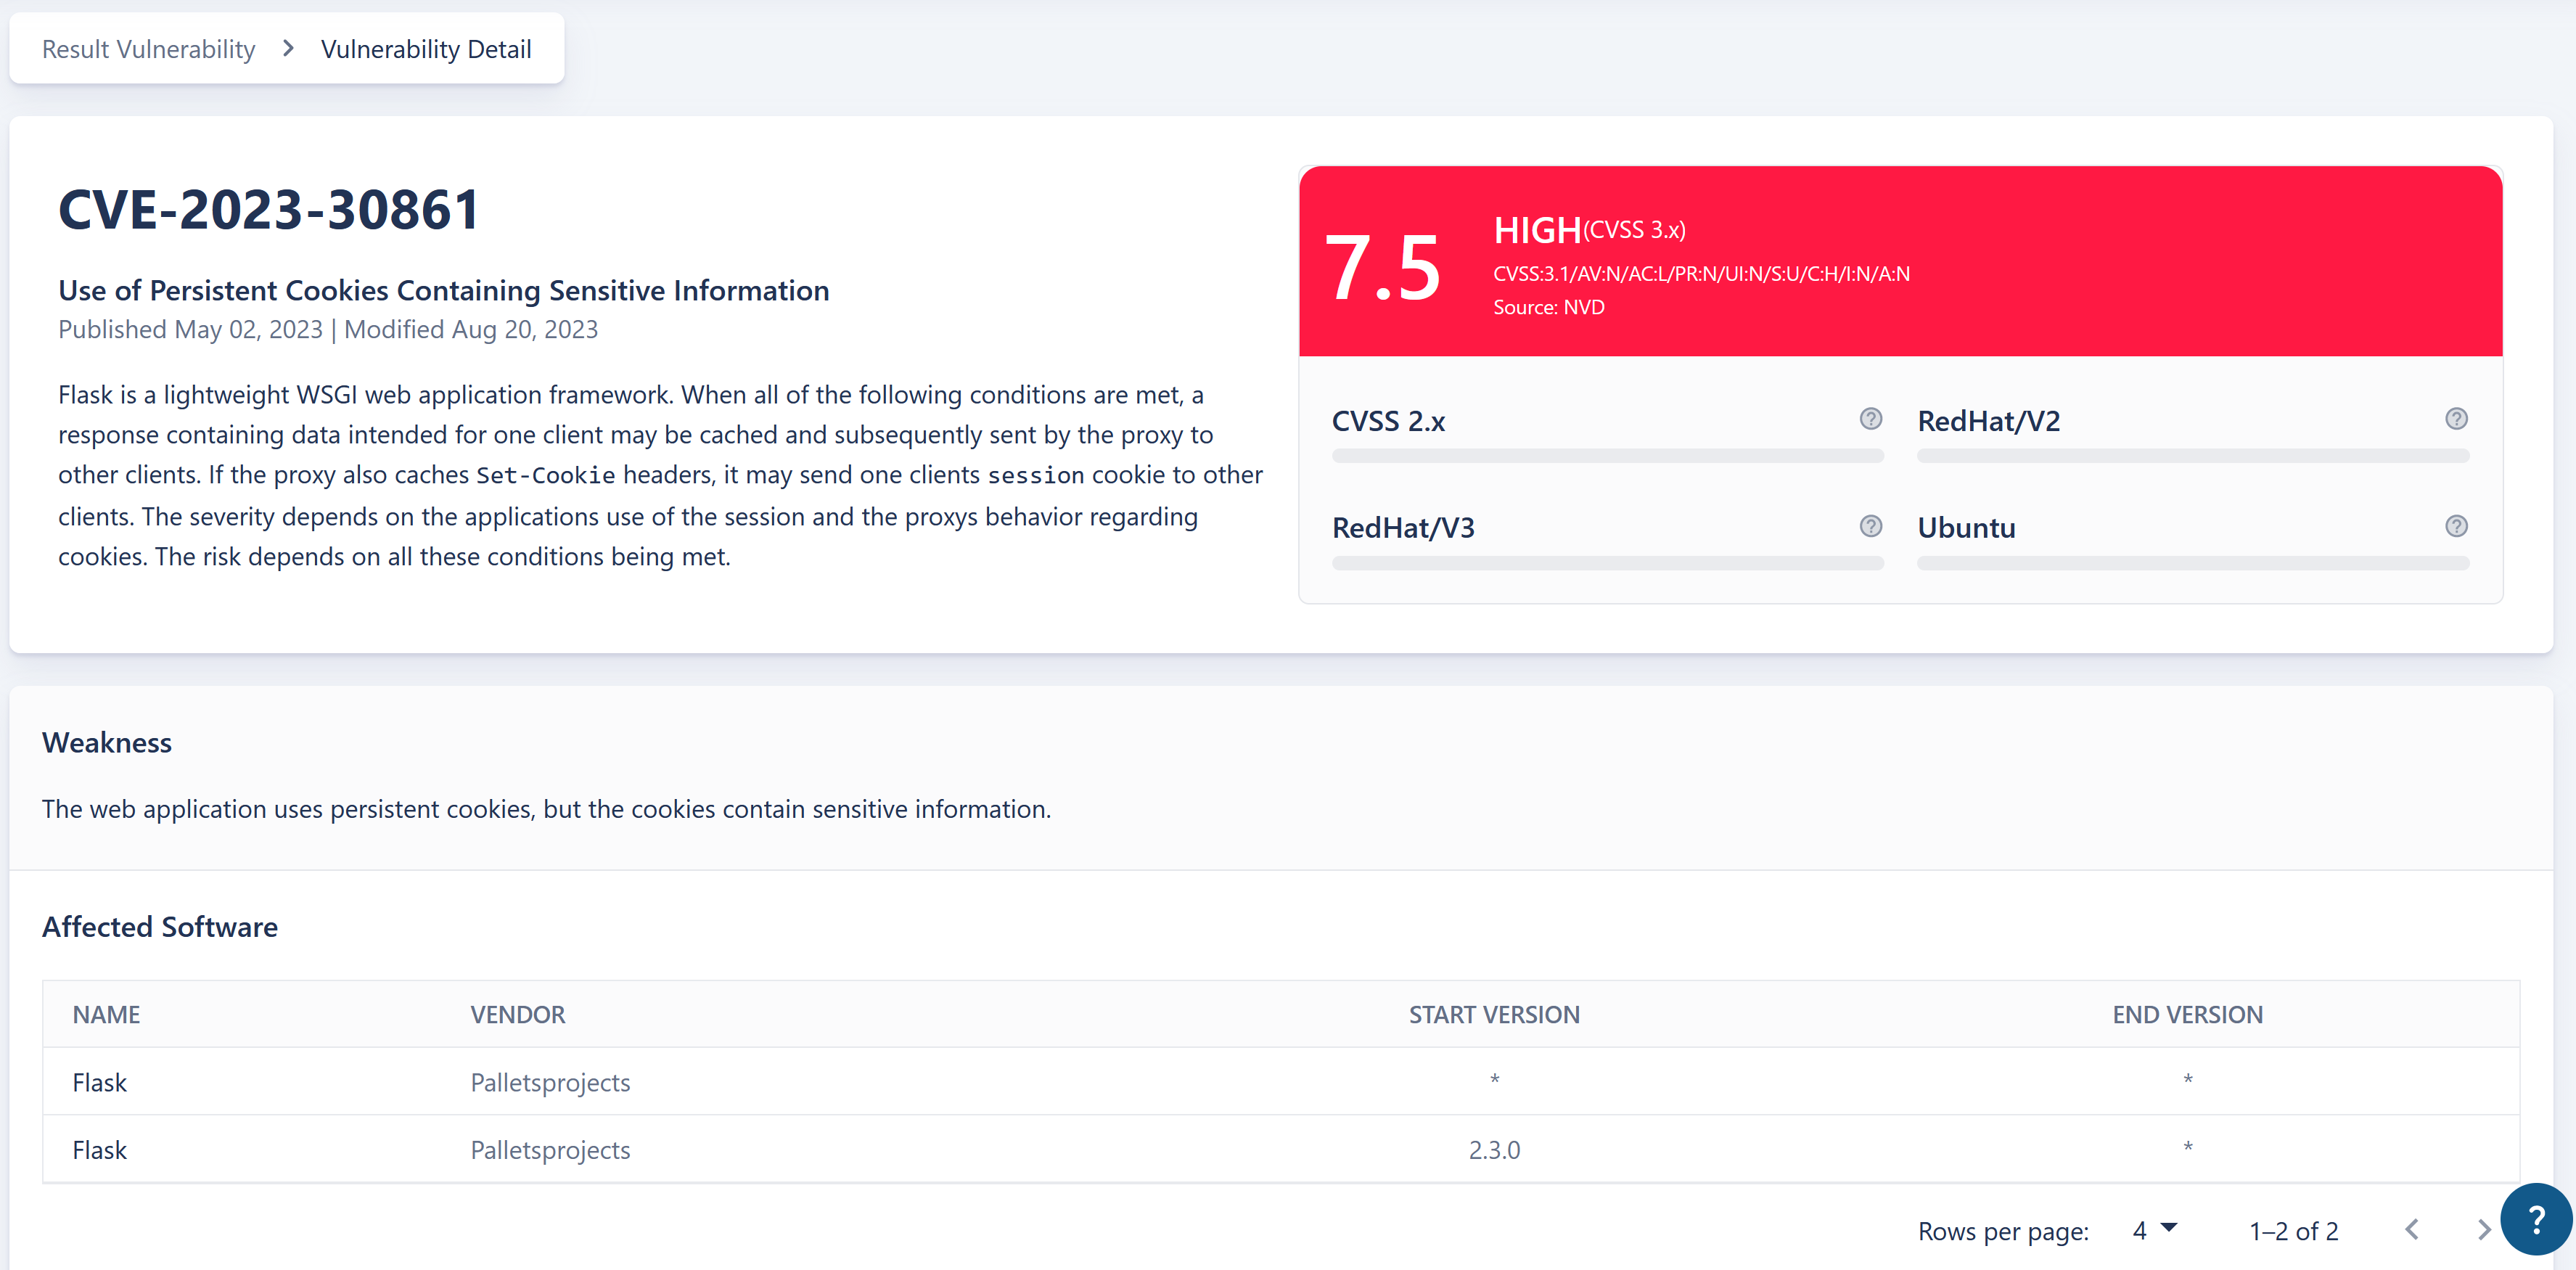 Result Vulnerability > Vulnerability Detail
CVE-2023-30861
Use of Persistent Cookies Containing Sensitive Information
Published May 02, 2023 | Modified Aug 20, 2023
Flask is a lightweight WSGI web application framework. When all of the following conditions are met, a
response containing data intended for one client may be cached and subsequently sent by the proxy to
other clients. If the proxy also caches Set-Cookie headers, it may send one clients session cookie to other
clients. The severity depends on the applications use of the session and the proxys behavior regarding
cookies. The risk depends on all these conditions being met.
7.5
HIGH(CVSS 3.x)
CVSS:3.1/AV:N/AC:L/PR:N/UI:N/S:U/C:H/I:N/A:N
Source: NVD
CVSS 2.x ? RedHat/V2 ?
RedHat/V3 ? Ubuntu ?
Weakness
The web application uses persistent cookies, but the cookies contain sensitive information.
Affected Software
NAME VENDOR START VERSION END VERSION
Flask Palletsprojects * *
Flask Palletsprojects 2.3.0 *
Rows per page: 4 1–2 of 2
?